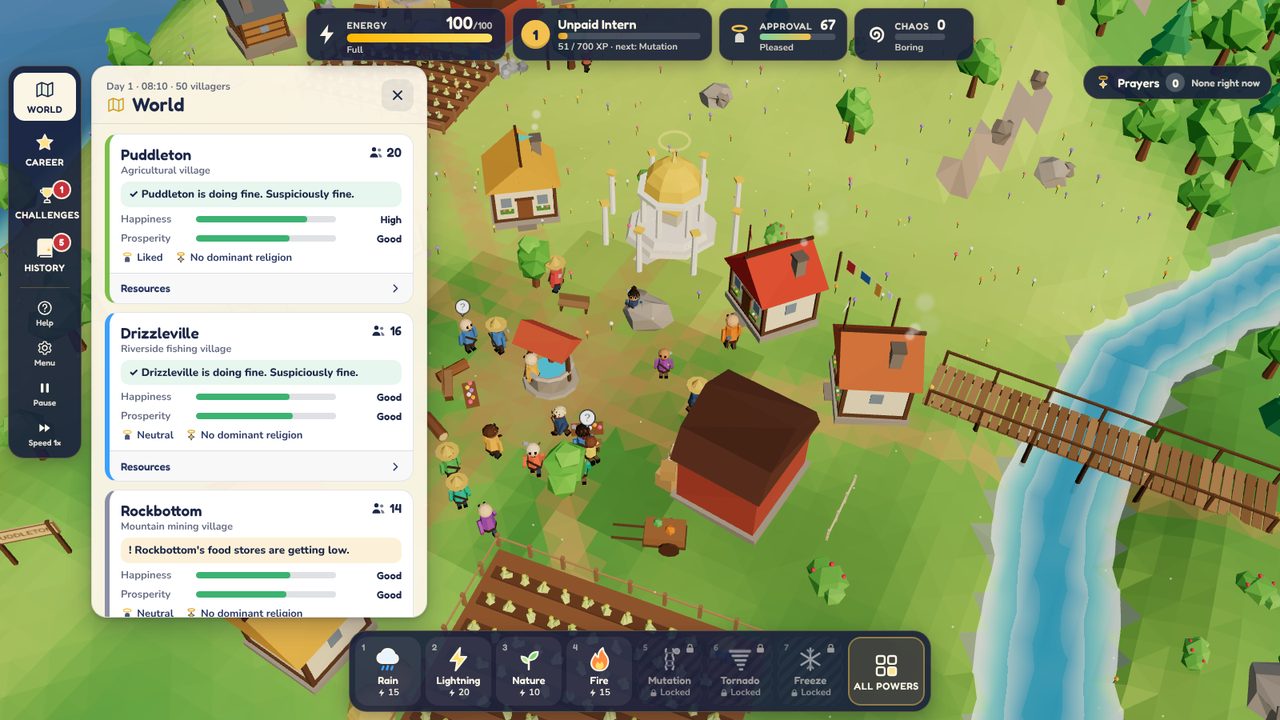 ENERGY 100/100
Full
1
Unpaid Intern
51 / 700 XP · next: Mutation
APPROVAL 67
Pleased
CHAOS 0
Boring
Prayers 0 None right now
WORLD
CAREER
CHALLENGES 1
HISTORY 5
Help
Menu
Pause
Speed 1x
Day 1 · 08:10 · 50 villagers
World
Puddleton 20
Agricultural village
✓ Puddleton is doing fine. Suspiciously fine.
Happiness High
Prosperity Good
Liked No dominant religion
Resources
Drizzleville 16
Riverside fishing village
✓ Drizzleville is doing fine. Suspiciously fine.
Happiness Good
Prosperity Good
Neutral No dominant religion
Resources
Rockbottom 14
Mountain mining village
! Rockbottom's food stores are getting low.
Happiness Good
Prosperity Good
Neutral No dominant religion
?
?
1 Rain 15
2 Lightning 20
3 Nature 10
4 Fire 15
5 Mutation Locked
6 Tornado Locked
7 Freeze Locked
ALL POWERS